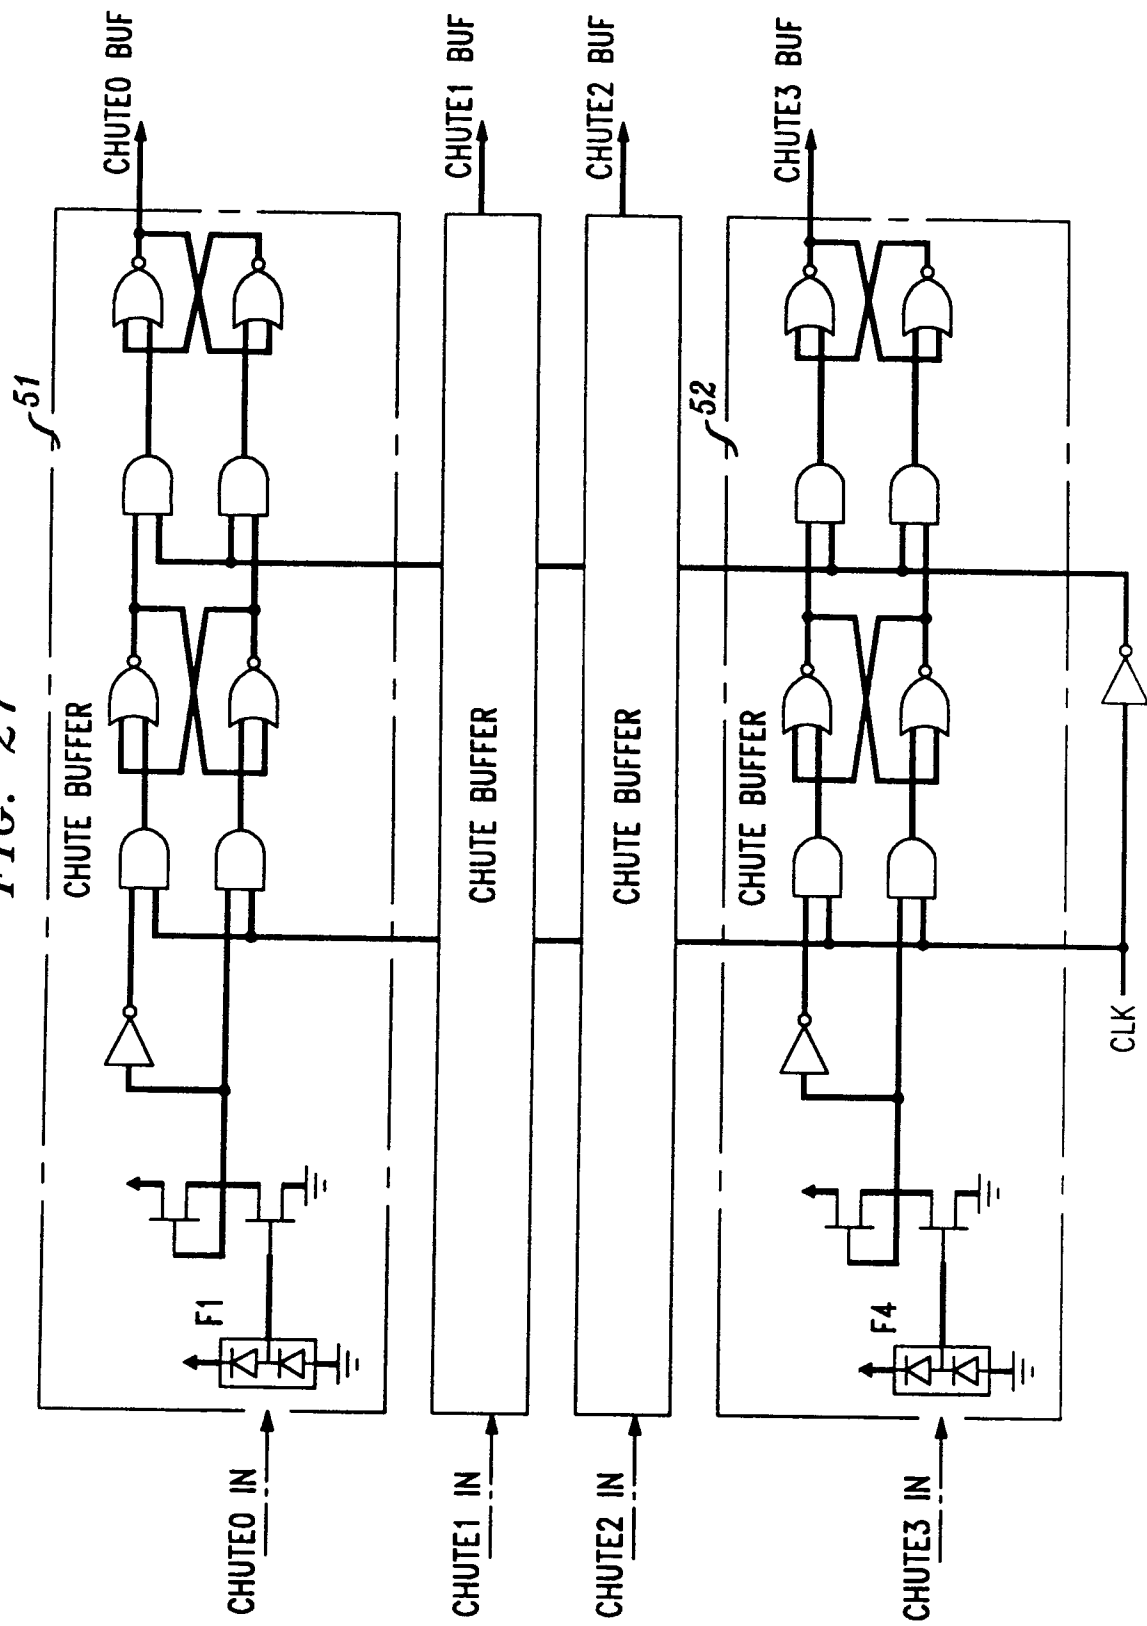 FIG. 27
51
CHUTE BUFFER
CHUTE0 IN
F1
CHUTE0 BUF
CHUTE1 IN
CHUTE BUFFER
CHUTE1 BUF
CHUTE2 IN
CHUTE BUFFER
CHUTE2 BUF
52
CHUTE BUFFER
CHUTE3 IN
F4
CHUTE3 BUF
CLK